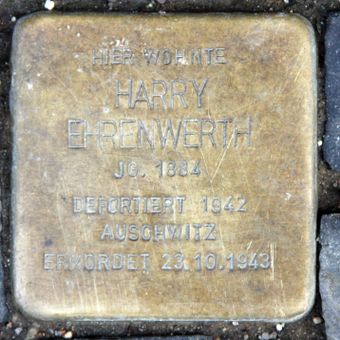 HIER WOHNTE
HARRY
EHRENWERTH
JG. 1884
DEPORTIERT 1942
AUSCHWITZ
ERMORDET 23.10.1943